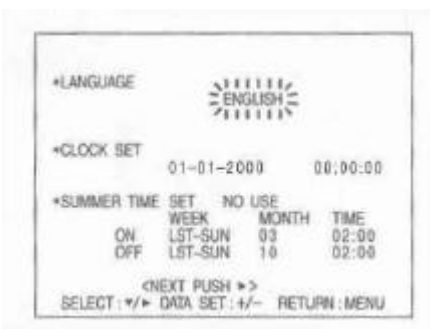 *LANGUAGE
ENGLISH
*CLOCK SET
01-01-2000 00:00:00
*SUMMER TIME SET NO USE
WEEK MONTH TIME
ON LST-SUN 03 02:00
OFF LST-SUN 10 02:00
<NEXT PUSH ►>
SELECT:▼/► DATA SET:+/- RETURN:MENU